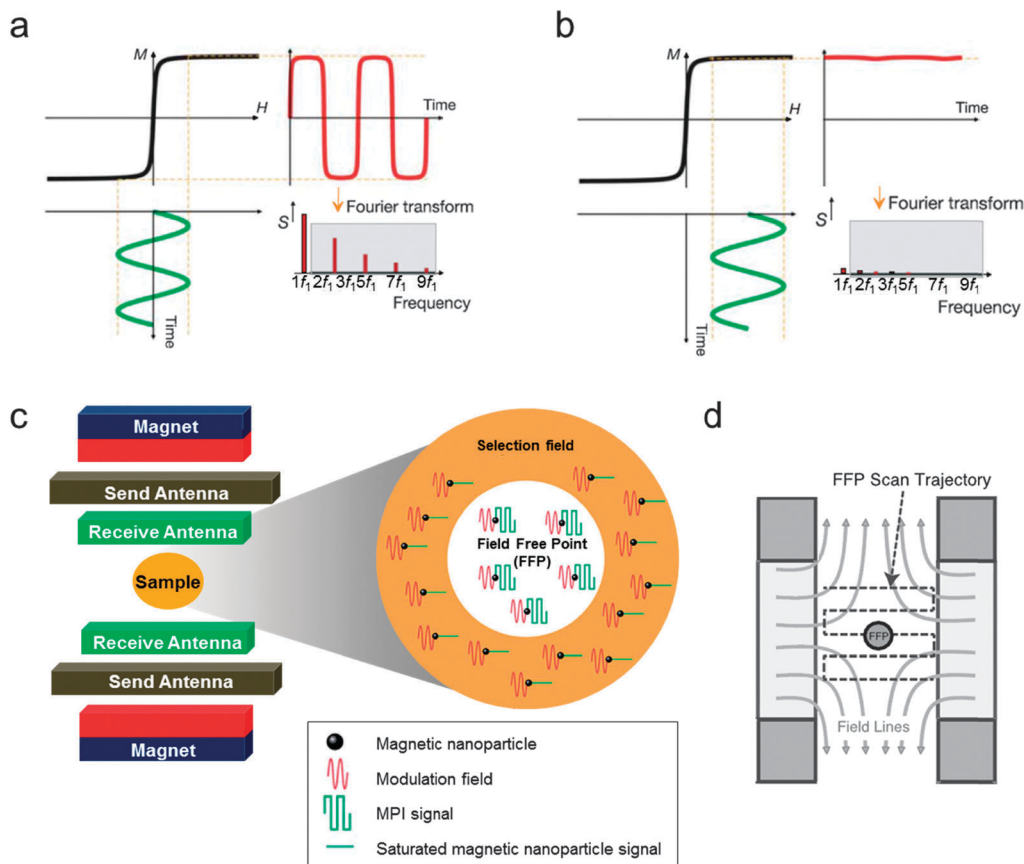 a
M
H
Time
Fourier transform
S
1f₁ 2f₁ 3f₁ 5f₁ 7f₁ 9f₁
Frequency
Time
b
M
H
Time
Fourier transform
S
1f₁ 2f₁ 3f₁ 5f₁ 7f₁ 9f₁
Frequency
Time
c
Magnet
Send Antenna
Receive Antenna
Sample
Receive Antenna
Send Antenna
Magnet
Selection field
Field Free Point
(FFP)
Magnetic nanoparticle
Modulation field
MPI signal
Saturated magnetic nanoparticle signal
d
FFP Scan Trajectory
FFP
Field Lines